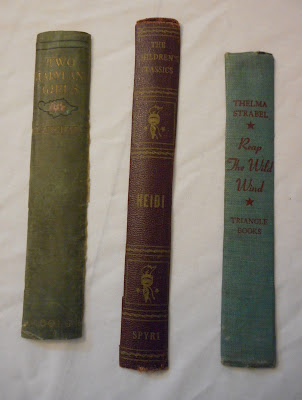 TWO
MARYLAND
GIRLS
THE
CHILDREN'S
CLASSICS
HEIDI
SPYRI
THELMA
STRABEL
Reap
The Wild
Wind
TRIANGLE
BOOKS